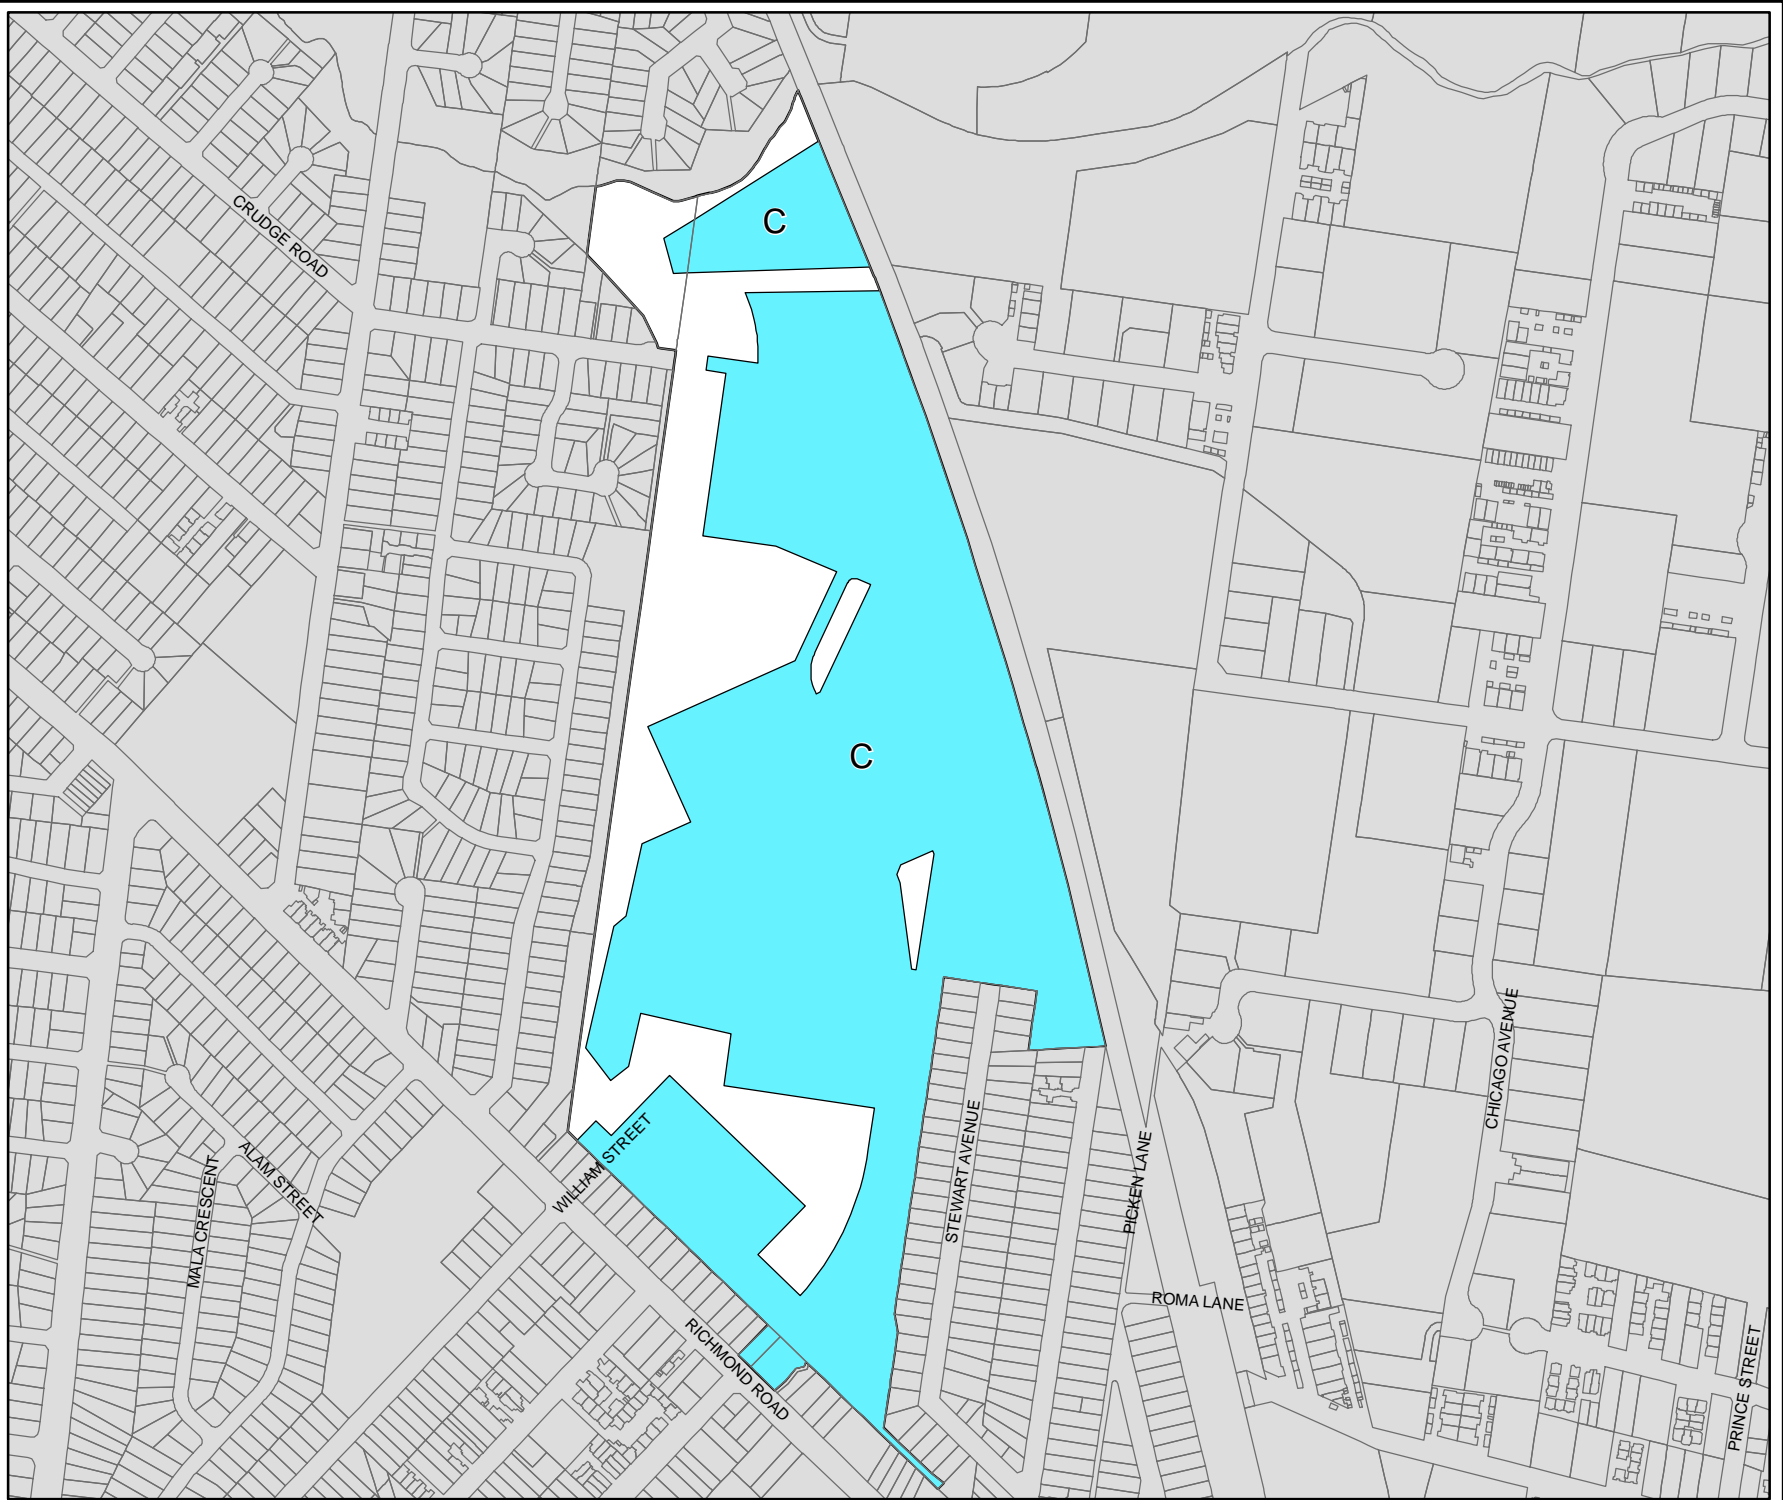 C
CRUDGE ROAD
C
CHICAGO AVENUE
STEWART AVENUE
WILLIAM STREET
PICKEN LANE
ALAM STREET
MALA CRESCENT
ROMA LANE
RICHMOND ROAD
PRINCE STREET